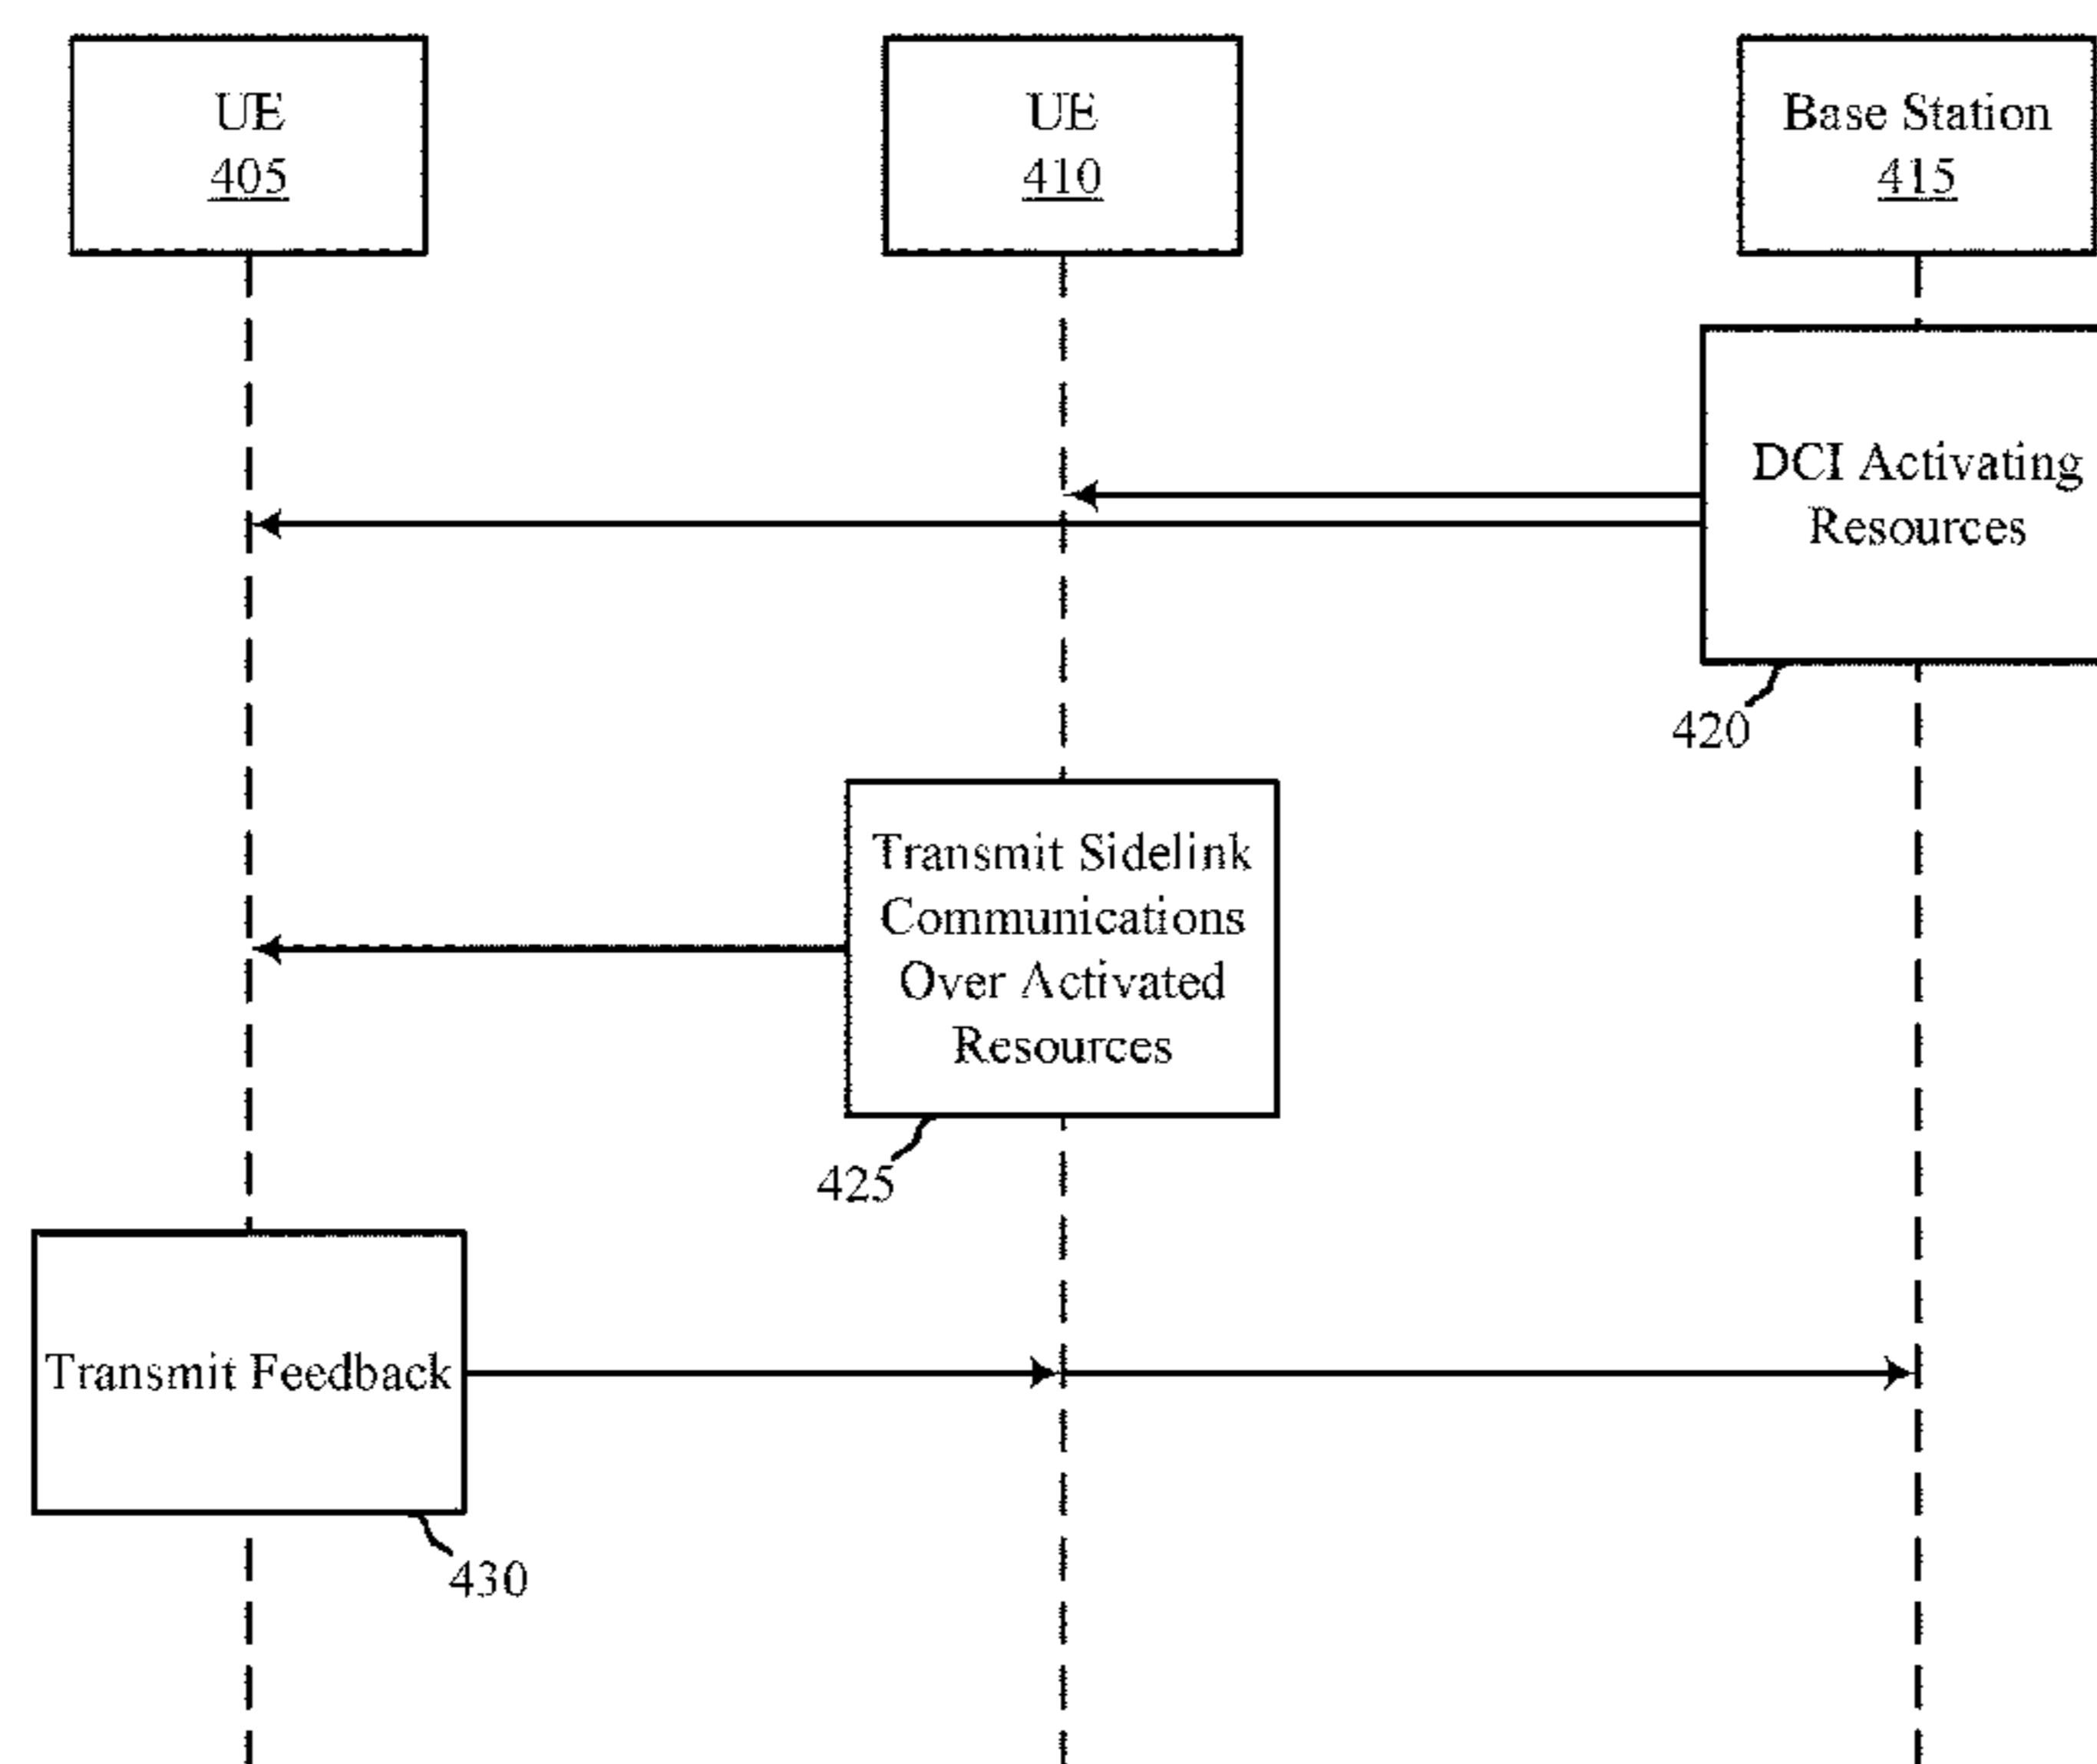 UE
405
UE
410
Base Station
415
DCI Activating
Resources
420
Transmit Sidelink
Communications
Over Activated
Resources
425
Transmit Feedback
430